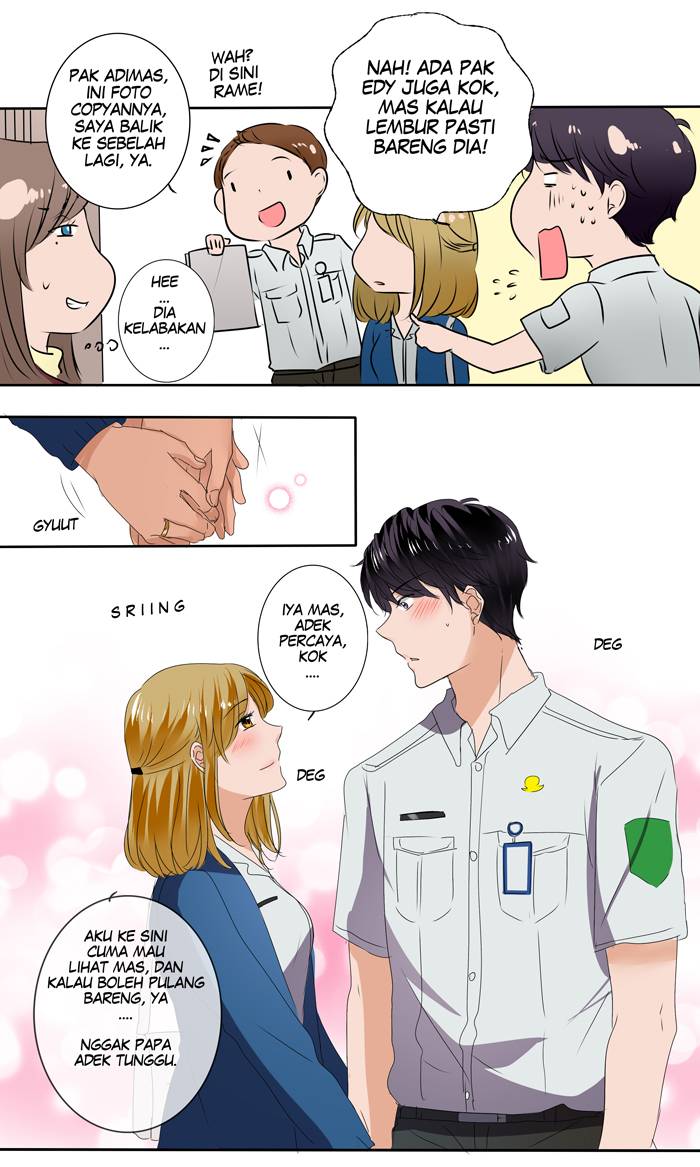 PAK ADIMAS,
INI FOTO
COPYANNYA,
SAYA BALIK
KE SEBELAH
LAGI, YA.
WAH?
DI SINI
RAME!
NAH! ADA PAK
EDY JUGA KOK,
MAS KALAU
LEMBUR PASTI
BARENG DIA!
HEE
...
DIA
KELABAKAN
...
GYUUT
SRIING
IYA MAS,
ADEK
PERCAYA,
KOK
....
DEG
DEG
AKU KE SINI
CUMA MAU
LIHAT MAS, DAN
KALAU BOLEH PULANG
BARENG, YA
....
NGGAK PAPA
ADEK TUNGGU.